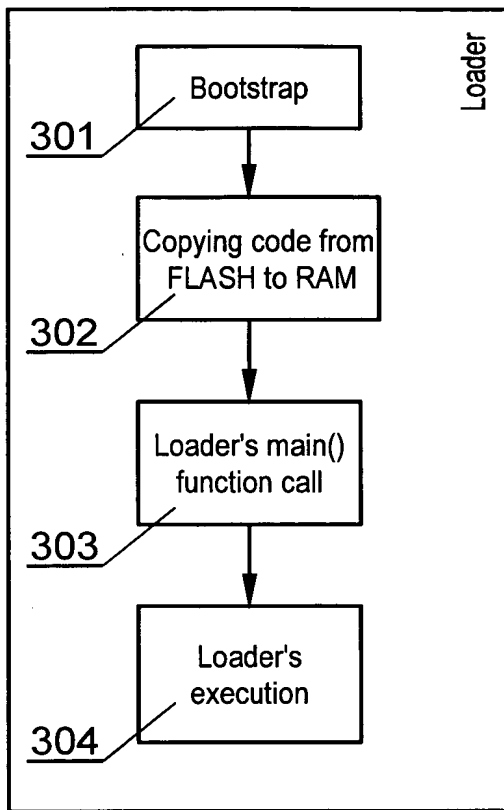 Loader
Bootstrap
301
Copying code from
FLASH to RAM
302
Loader's main()
function call
303
Loader's
execution
304